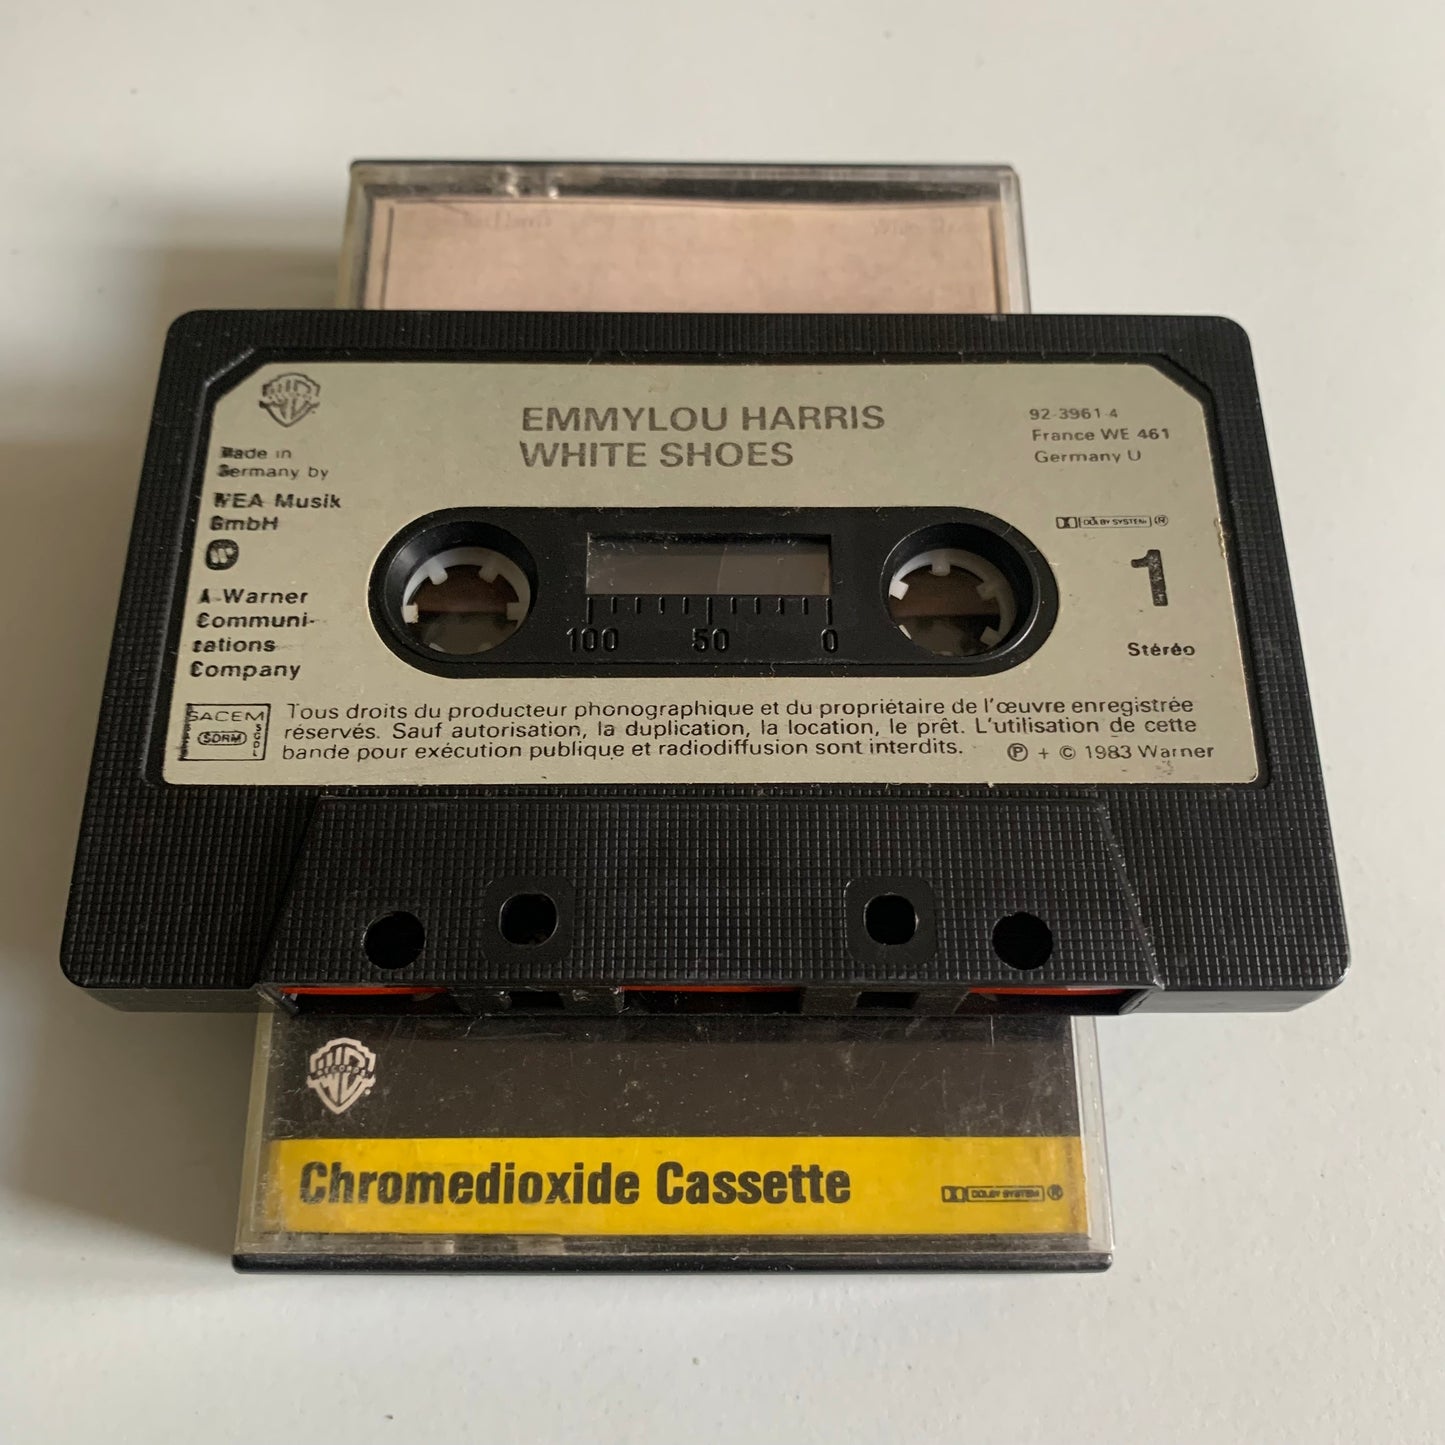 EMMYLOU HARRIS
WHITE SHOES
Made in
Germany by
WEA Musik
GmbH
A Warner
Communi-
cations
Company
92-3961-4
France WE 461
Germany U
DOLBY SYSTEM ®
1
Stéréo
100 50 0
SACEM
SDRM
Tous droits du producteur phonographique et du propriétaire de l'œuvre enregistrée
réservés. Sauf autorisation, la duplication, la location, le prêt. L'utilisation de cette
bande pour exécution publique et radiodiffusion sont interdits. ℗ + © 1983 Warner
RECORDS
Chromedioxide Cassette
DOLBY SYSTEM ®